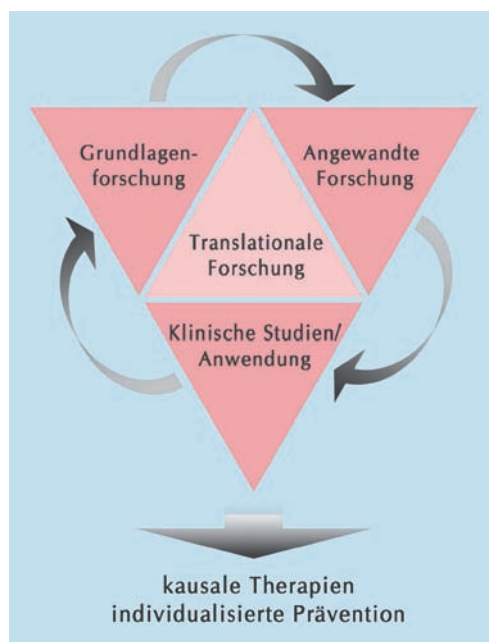 Grundlagen-
forschung
Angewandte
Forschung
Translationale
Forschung
Klinische Studien/
Anwendung
kausale Therapien
individualisierte Prävention